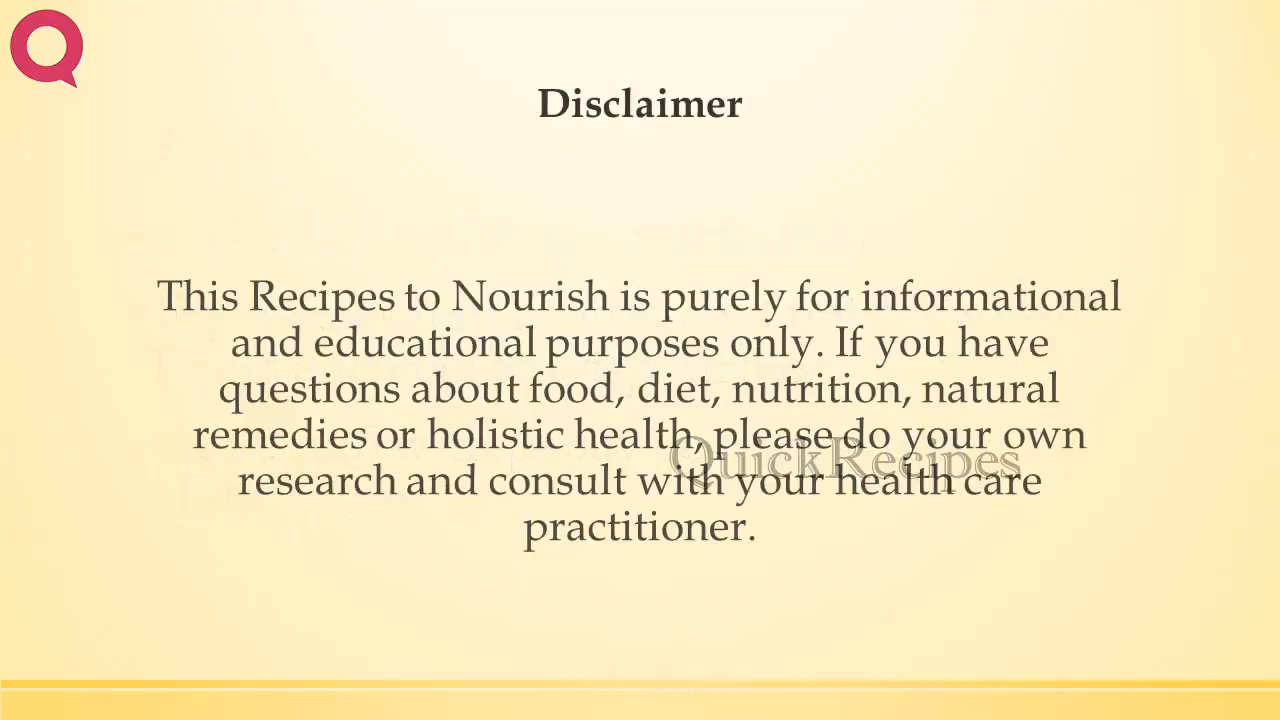 Disclaimer
This Recipes to Nourish is purely for informational
and educational purposes only. If you have
questions about food, diet, nutrition, natural
remedies or holistic health, please do your own
QuickRecipes
research and consult with your health care
practitioner.